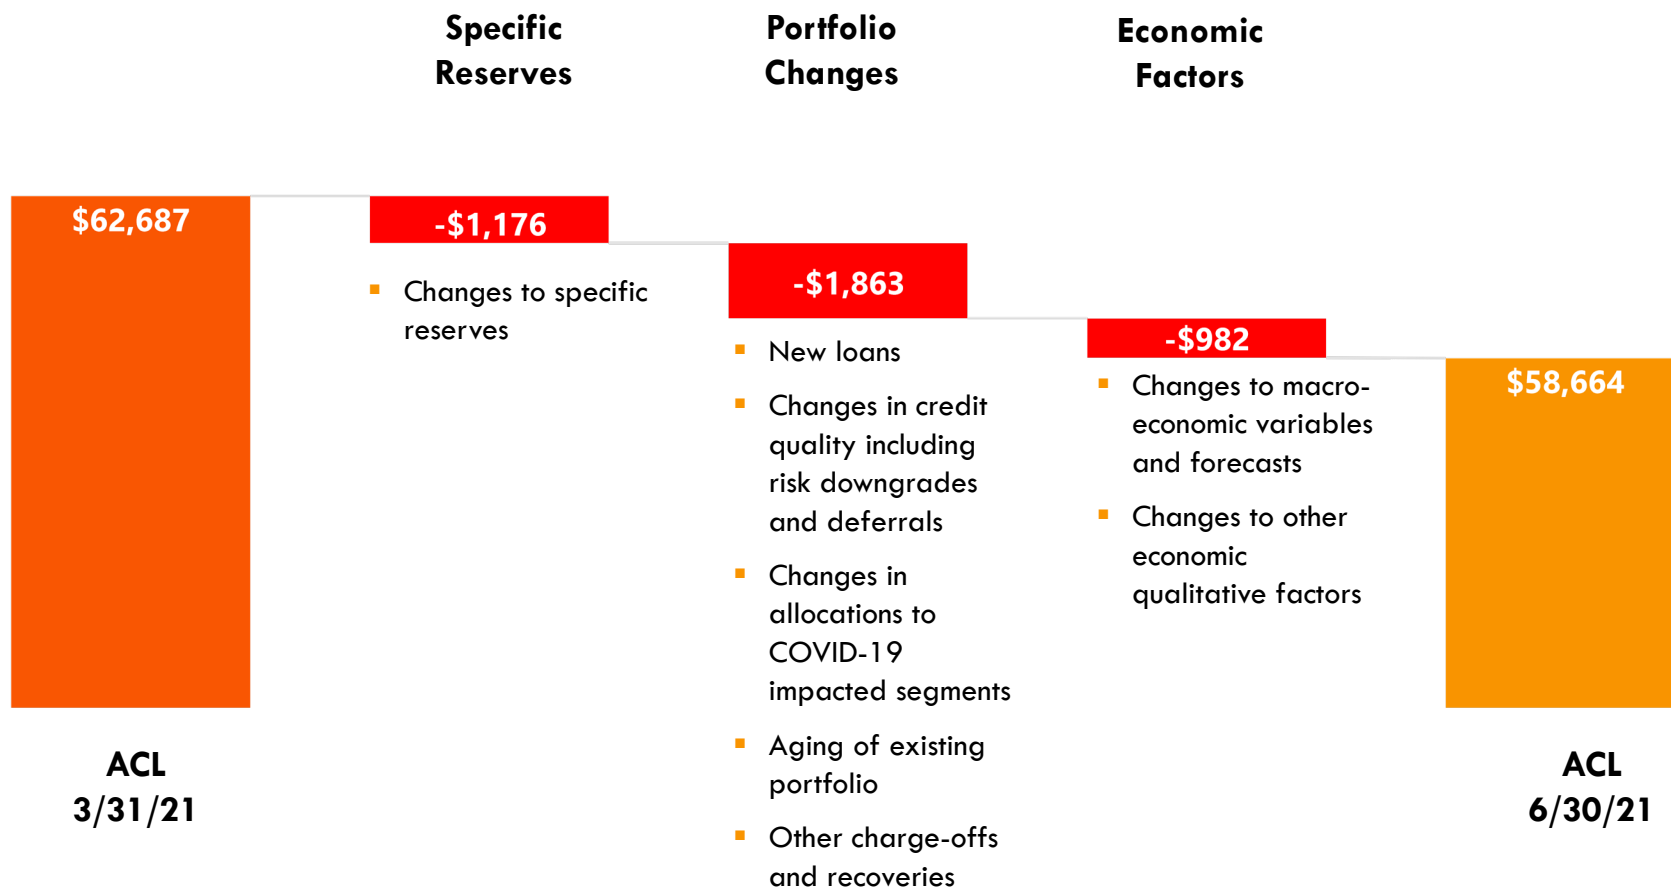 Specific
Reserves
Portfolio
Changes
Economic
Factors
$62,687
-$1,176
▪ Changes to specific
reserves
-$1,863
▪ New loans
▪ Changes in credit
quality including
risk downgrades
and deferrals
▪ Changes in
allocations to
COVID-19
impacted segments
▪ Aging of existing
portfolio
▪ Other charge-offs
and recoveries
-$982
▪ Changes to macro-
economic variables
and forecasts
▪ Changes to other
economic
qualitative factors
$58,664
ACL
3/31/21
ACL
6/30/21